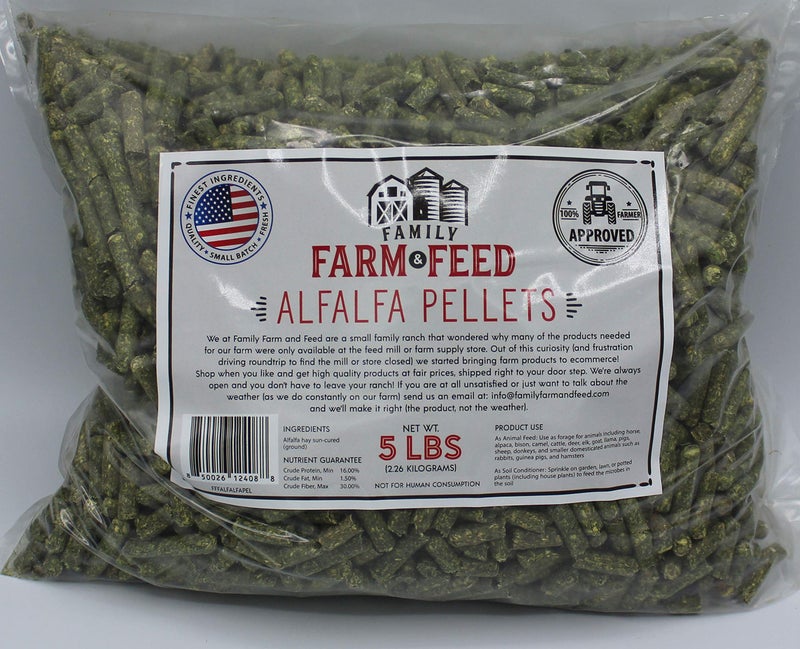 FINEST INGREDIENTS
QUALITY • SMALL BATCH • FRESH
FAMILY
FARM & FEED
100% FARMER
APPROVED
ALFALFA PELLETS
We at Family Farm and Feed are a small family ranch that wondered why many of the products needed
for our farm were only available at the feed mill or farm supply store. Out of this curiosity (and frustration
driving roundtrip to find the mill or store closed) we started bringing farm products to ecommerce!
Shop when you like and get high quality products at fair prices, shipped right to your door step. We're always
open and you don't have to leave your ranch! If you are at all unsatisfied or just want to talk about the
weather (as we do constantly on our farm) send us an email at: info@familyfarmandfeed.com
and we'll make it right (the product, not the weather).
8 50026 12408 8
FFFALFALFAPEL
INGREDIENTS
Alfalfa hay sun-cured
(ground)
NUTRIENT GUARANTEE
Crude Protein, Min 16.00%
Crude Fat, Min 1.50%
Crude Fiber, Max 30.00%
NET WT.
5 LBS
(2.26 KILOGRAMS)
NOT FOR HUMAN CONSUMPTION
PRODUCT USE
As Animal Feed: Use as forage for animals including horse,
alpaca, bison, camel, cattle, deer, elk, goat, llama, pigs,
sheep, donkeys, and smaller domesticated animals such as
rabbits, guinea pigs, and hamsters
As Soil Conditioner: Sprinkle on garden, lawn, or potted
plants (including house plants) to feed the microbes in
the soil